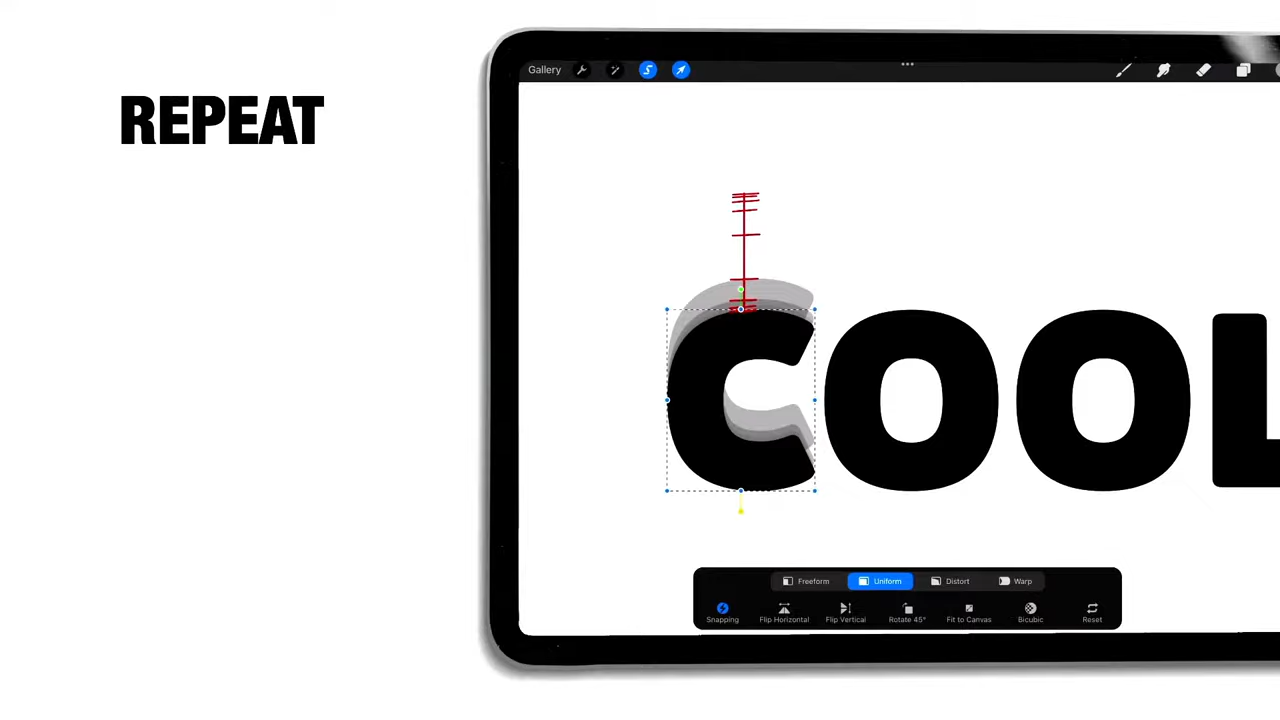 Gallery
REPEAT
COOL
Freeform Uniform Distort Warp
Snapping Flip Horizontal Flip Vertical Rotate 45° Fit to Canvas Bicubic Reset